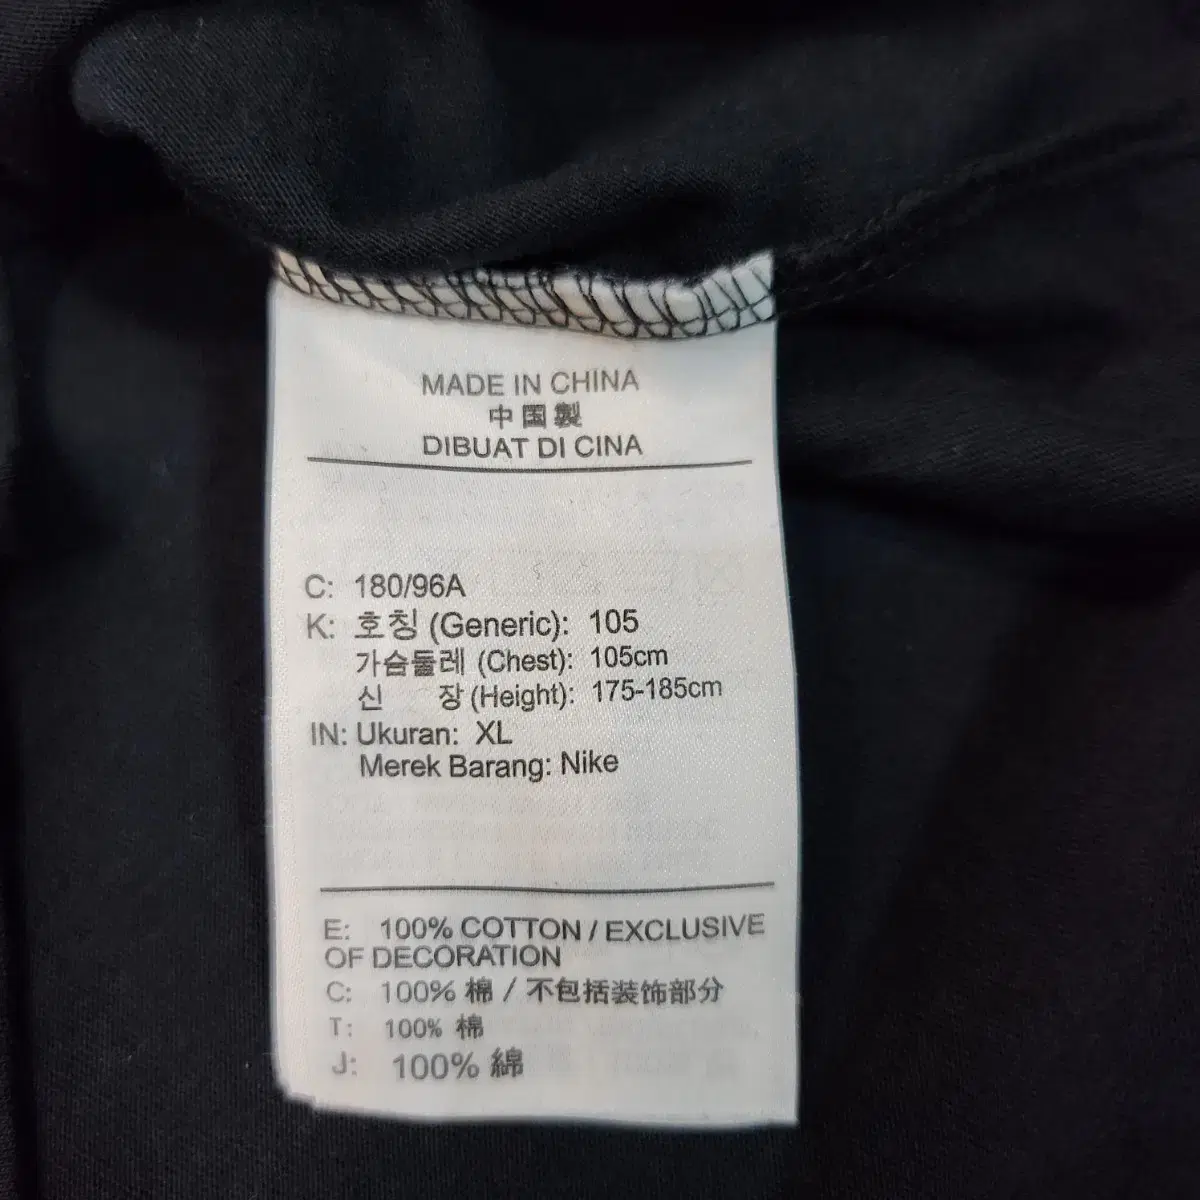 MADE IN CHINA
中国製
DIBUAT DI CINA
C: 180/96A
K: 호칭 (Generic): 105
가슴둘레 (Chest): 105cm
신 장 (Height): 175-185cm
IN: Ukuran: XL
Merek Barang: Nike
E: 100% COTTON / EXCLUSIVE
OF DECORATION
C: 100% 棉 / 不包括装饰部分
T: 100% 棉
J: 100% 綿